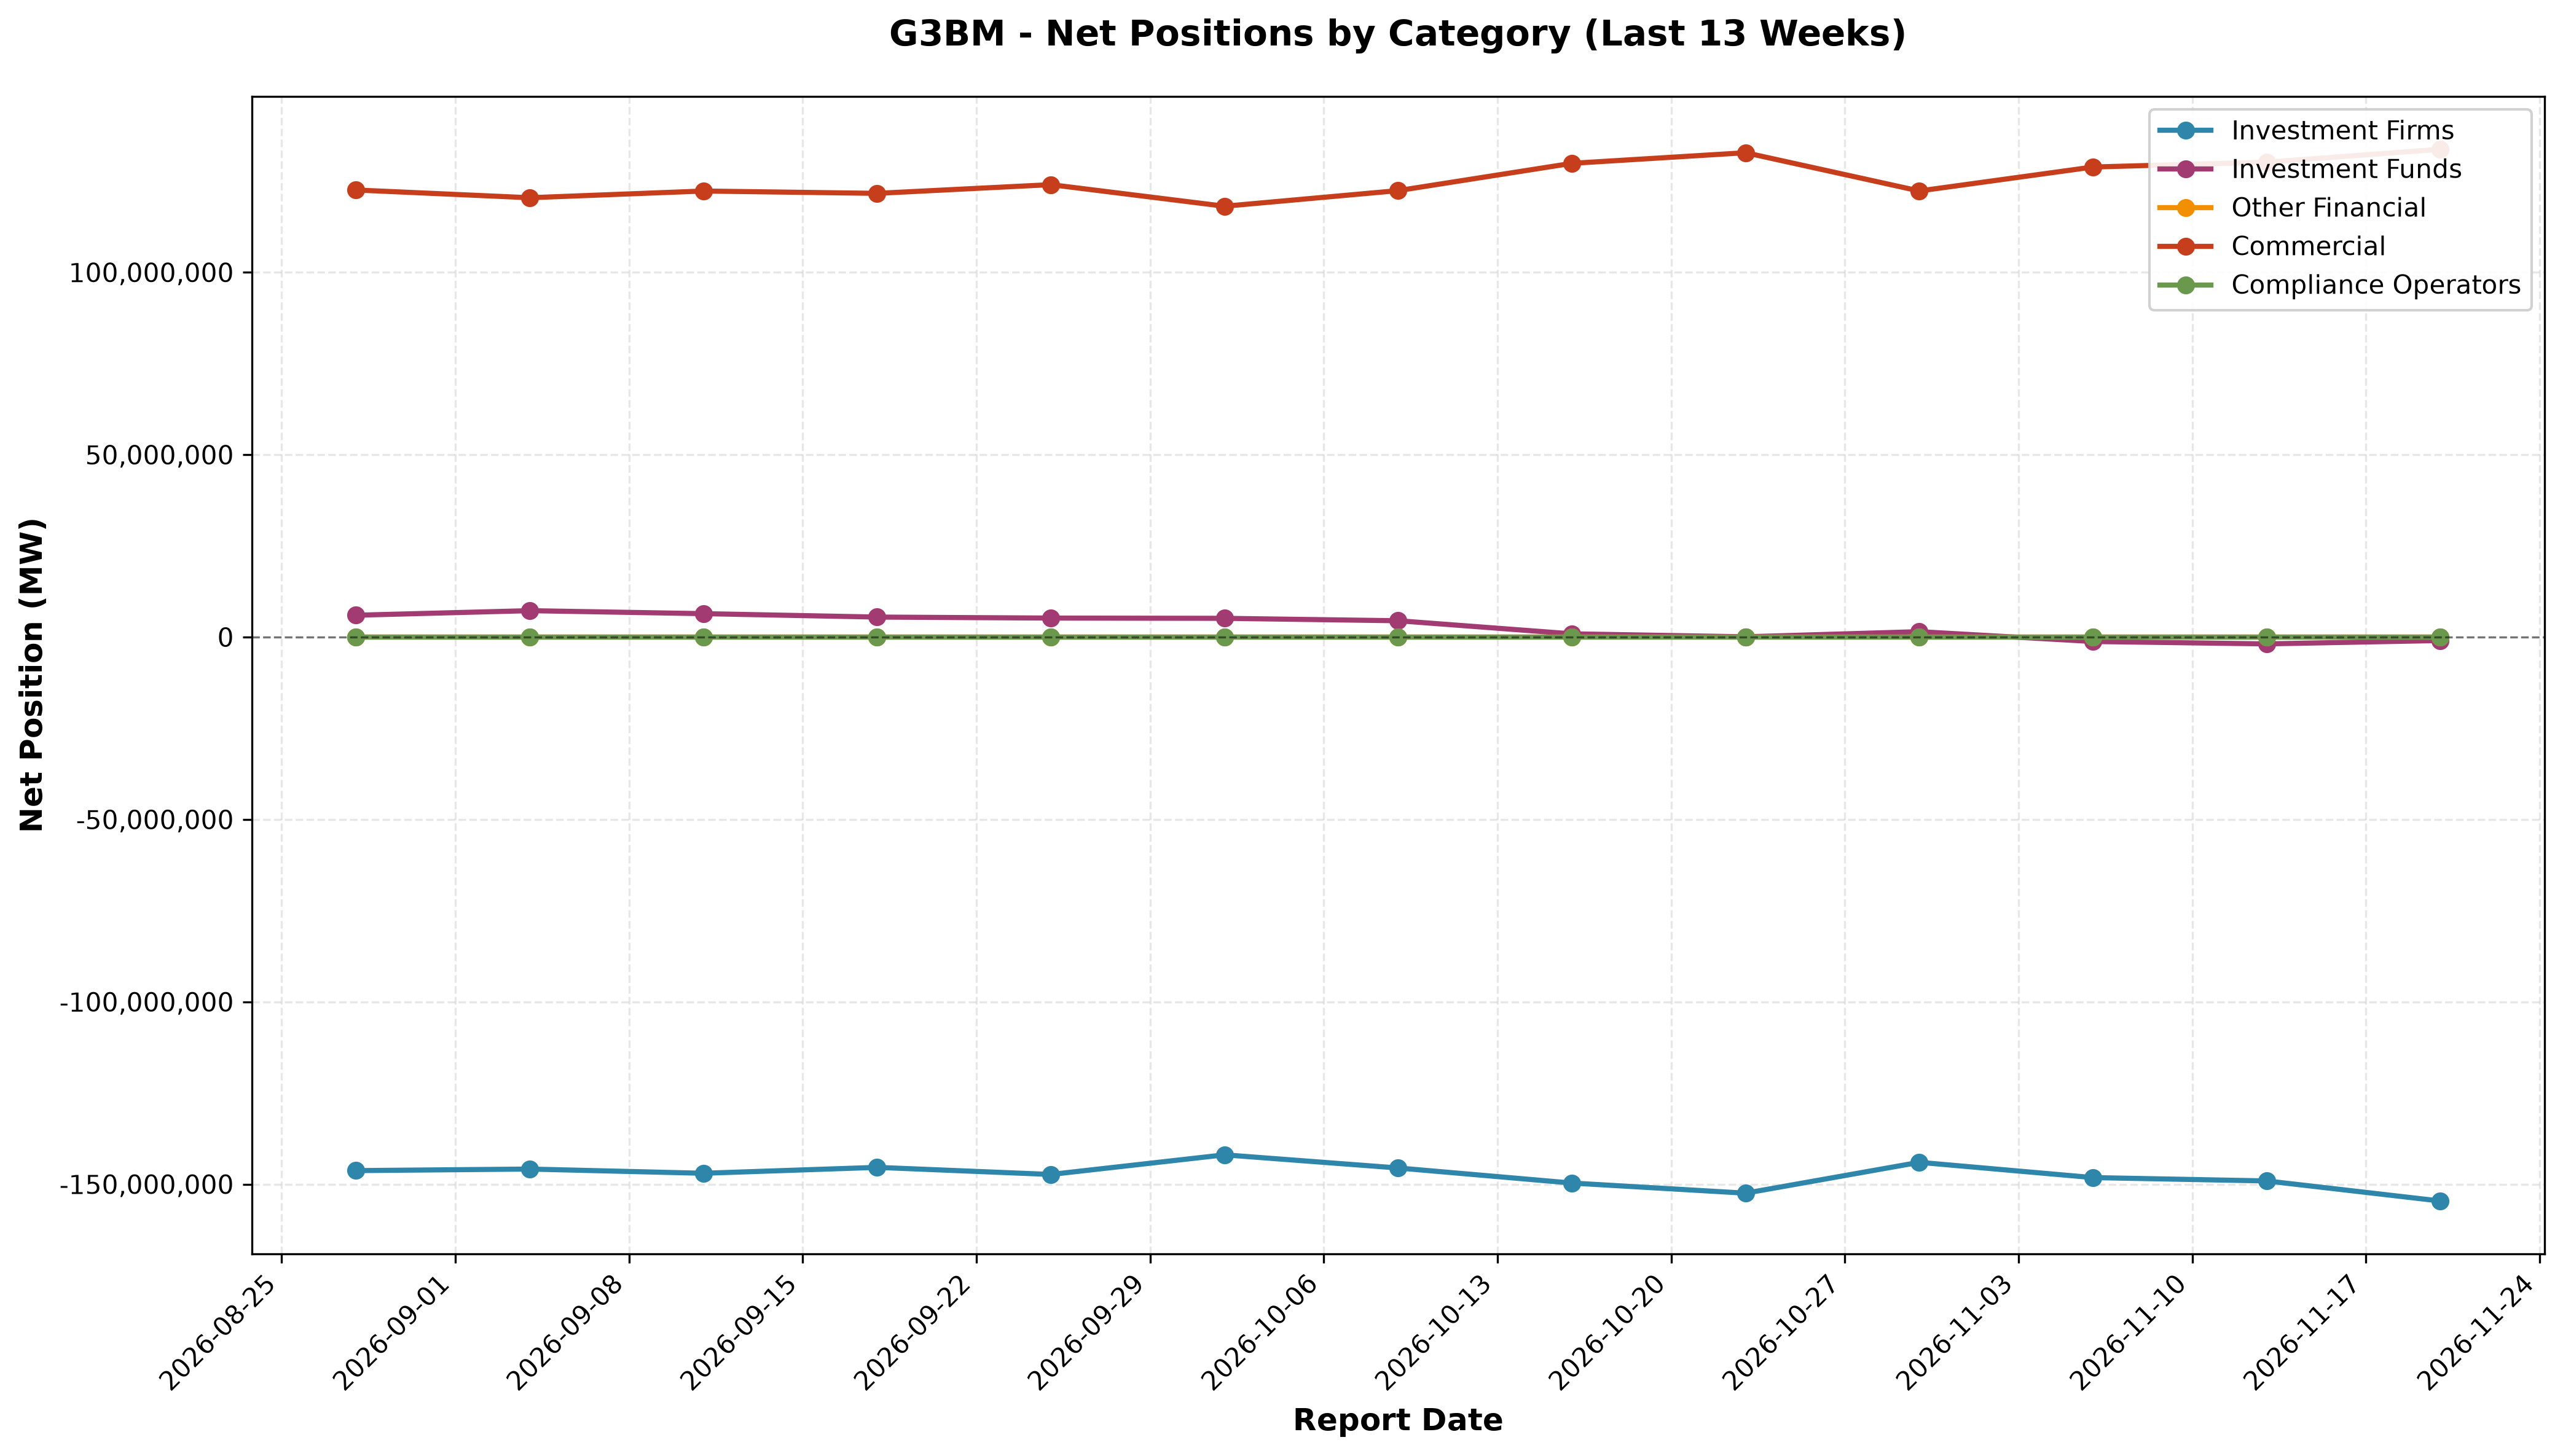 G3BM - Net Positions by Category (Last 13 Weeks)
Investment Firms
Investment Funds
Other Financial
Commercial
Compliance Operators
Net Position (MW)
100,000,000
50,000,000
0
-50,000,000
-100,000,000
-150,000,000
2026-08-25
2026-09-01
2026-09-08
2026-09-15
2026-09-22
2026-09-29
2026-10-06
2026-10-13
2026-10-20
2026-10-27
2026-11-03
2026-11-10
2026-11-17
2026-11-24
Report Date